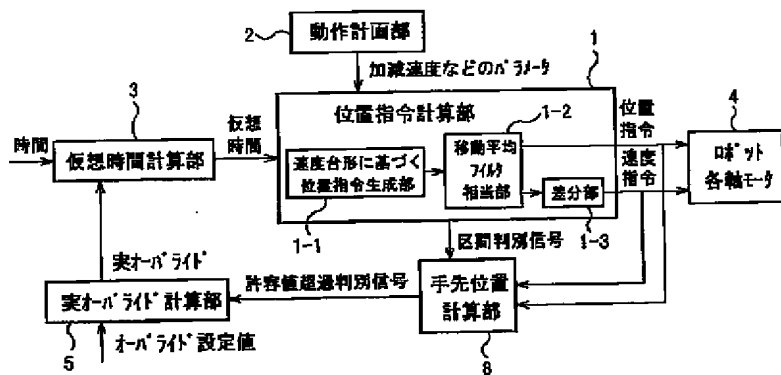 2
動作計画部
加減速度などのパラメータ
1
3
時間
仮想時間計算部
仮想
時間
位置指令計算部
1-2
速度台形に基づく
位置指令生成部
1-1
移動平均
フィルタ
相当部
差分部
1-3
位置
指令
速度
指令
4
ロボット
各軸モータ
実オーバライド
区間判別信号
許容値超過判別信号
手先位置
計算部
8
実オーバライド計算部
5
オーバライド設定値